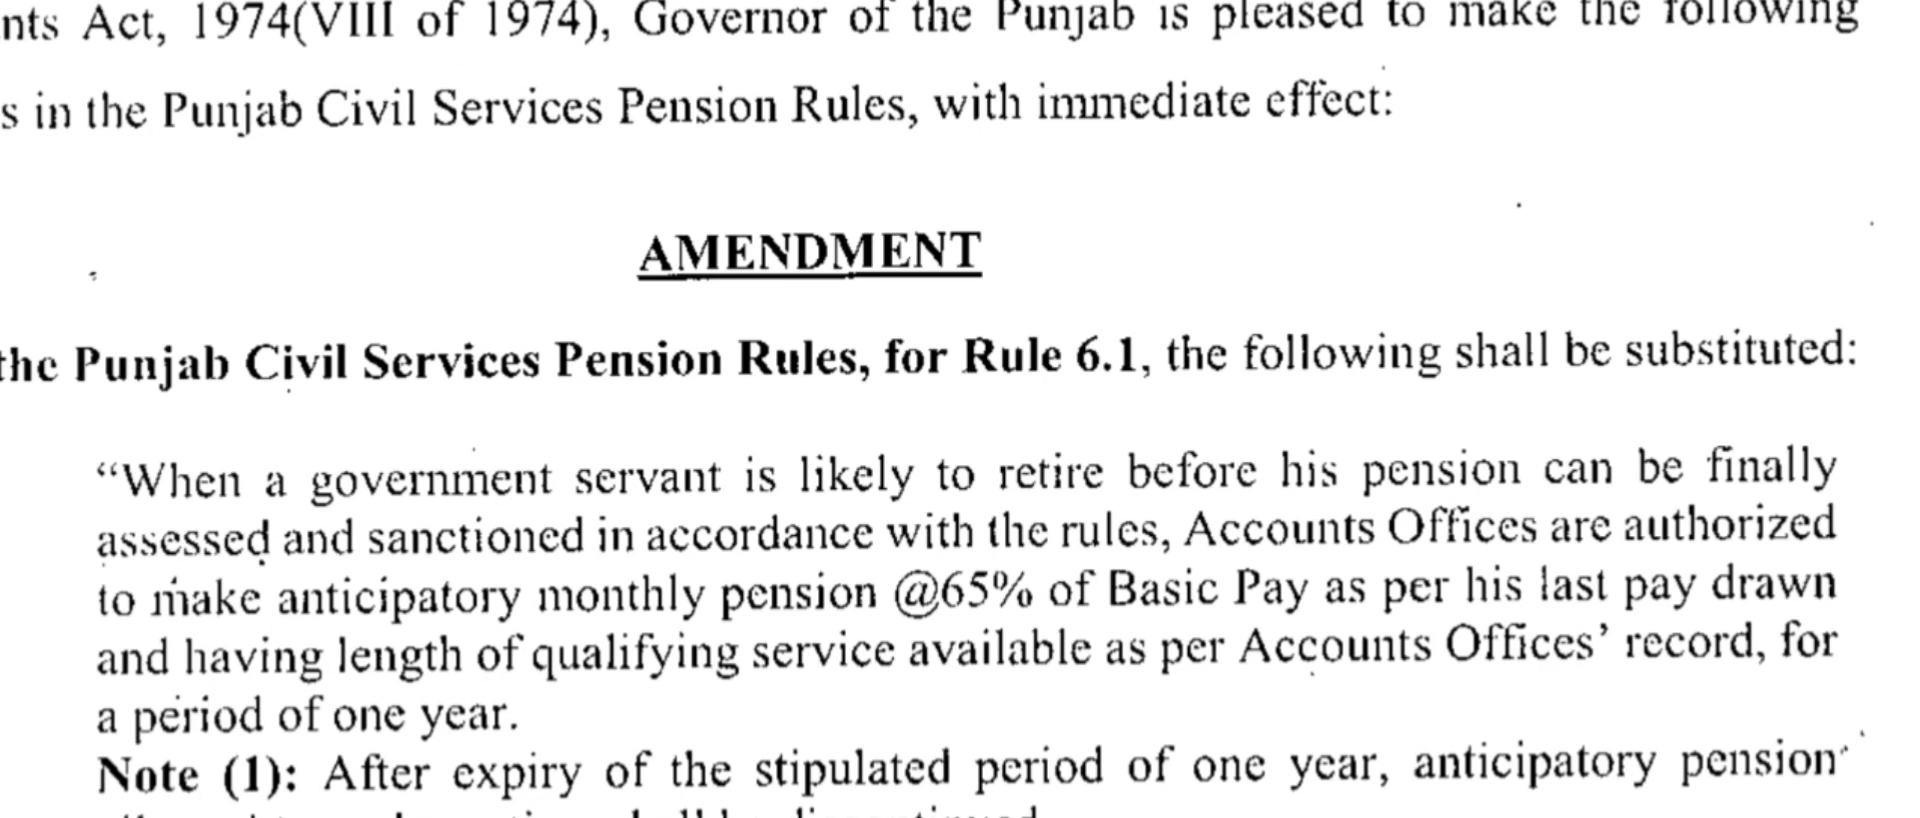 nts Act, 1974(VIII of 1974), Governor of the Punjab is pleased to make the following
s in the Punjab Civil Services Pension Rules, with immediate effect:
AMENDMENT
the Punjab Civil Services Pension Rules, for Rule 6.1, the following shall be substituted:
“When a government servant is likely to retire before his pension can be finally
assessed and sanctioned in accordance with the rules, Accounts Offices are authorized
to make anticipatory monthly pension @65% of Basic Pay as per his last pay drawn
and having length of qualifying service available as per Accounts Offices’ record, for
a period of one year.
Note (1): After expiry of the stipulated period of one year, anticipatory pension